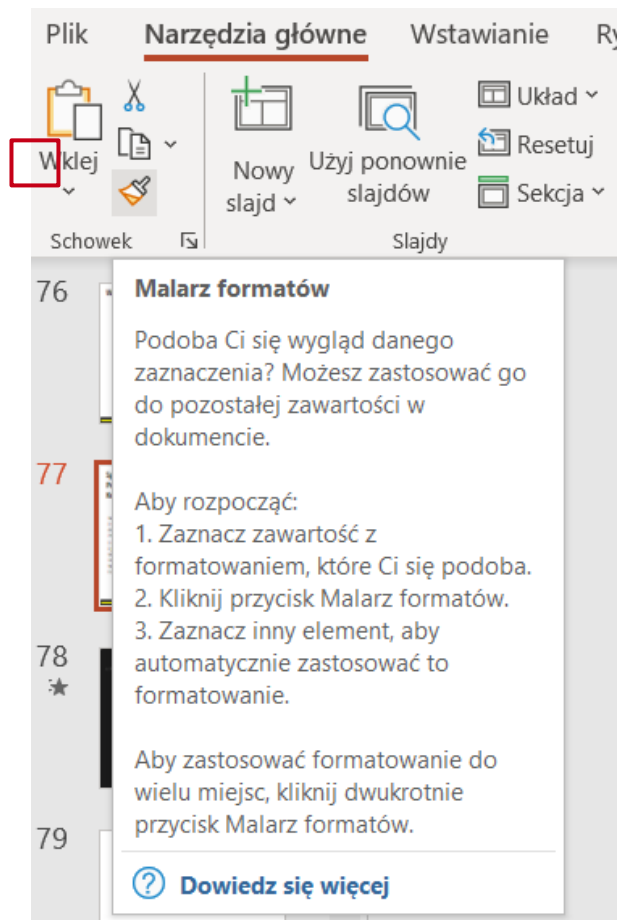 Plik Narzędzia główne Wstawianie
Wklej
Nowy slajd
Użyj ponownie slajdów
Układ
Resetuj
Sekcja
Schowek
Slajdy
76
77
78
79
Malarz formatów
Podoba Ci się wygląd danego
zaznaczenia? Możesz zastosować go
do pozostałej zawartości w
dokumencie.
Aby rozpocząć:
1. Zaznacz zawartość z
formatowaniem, które Ci się podoba.
2. Kliknij przycisk Malarz formatów.
3. Zaznacz inny element, aby
automatycznie zastosować to
formatowanie.
Aby zastosować formatowanie do
wielu miejsc, kliknij dwukrotnie
przycisk Malarz formatów.
Dowiedz się więcej